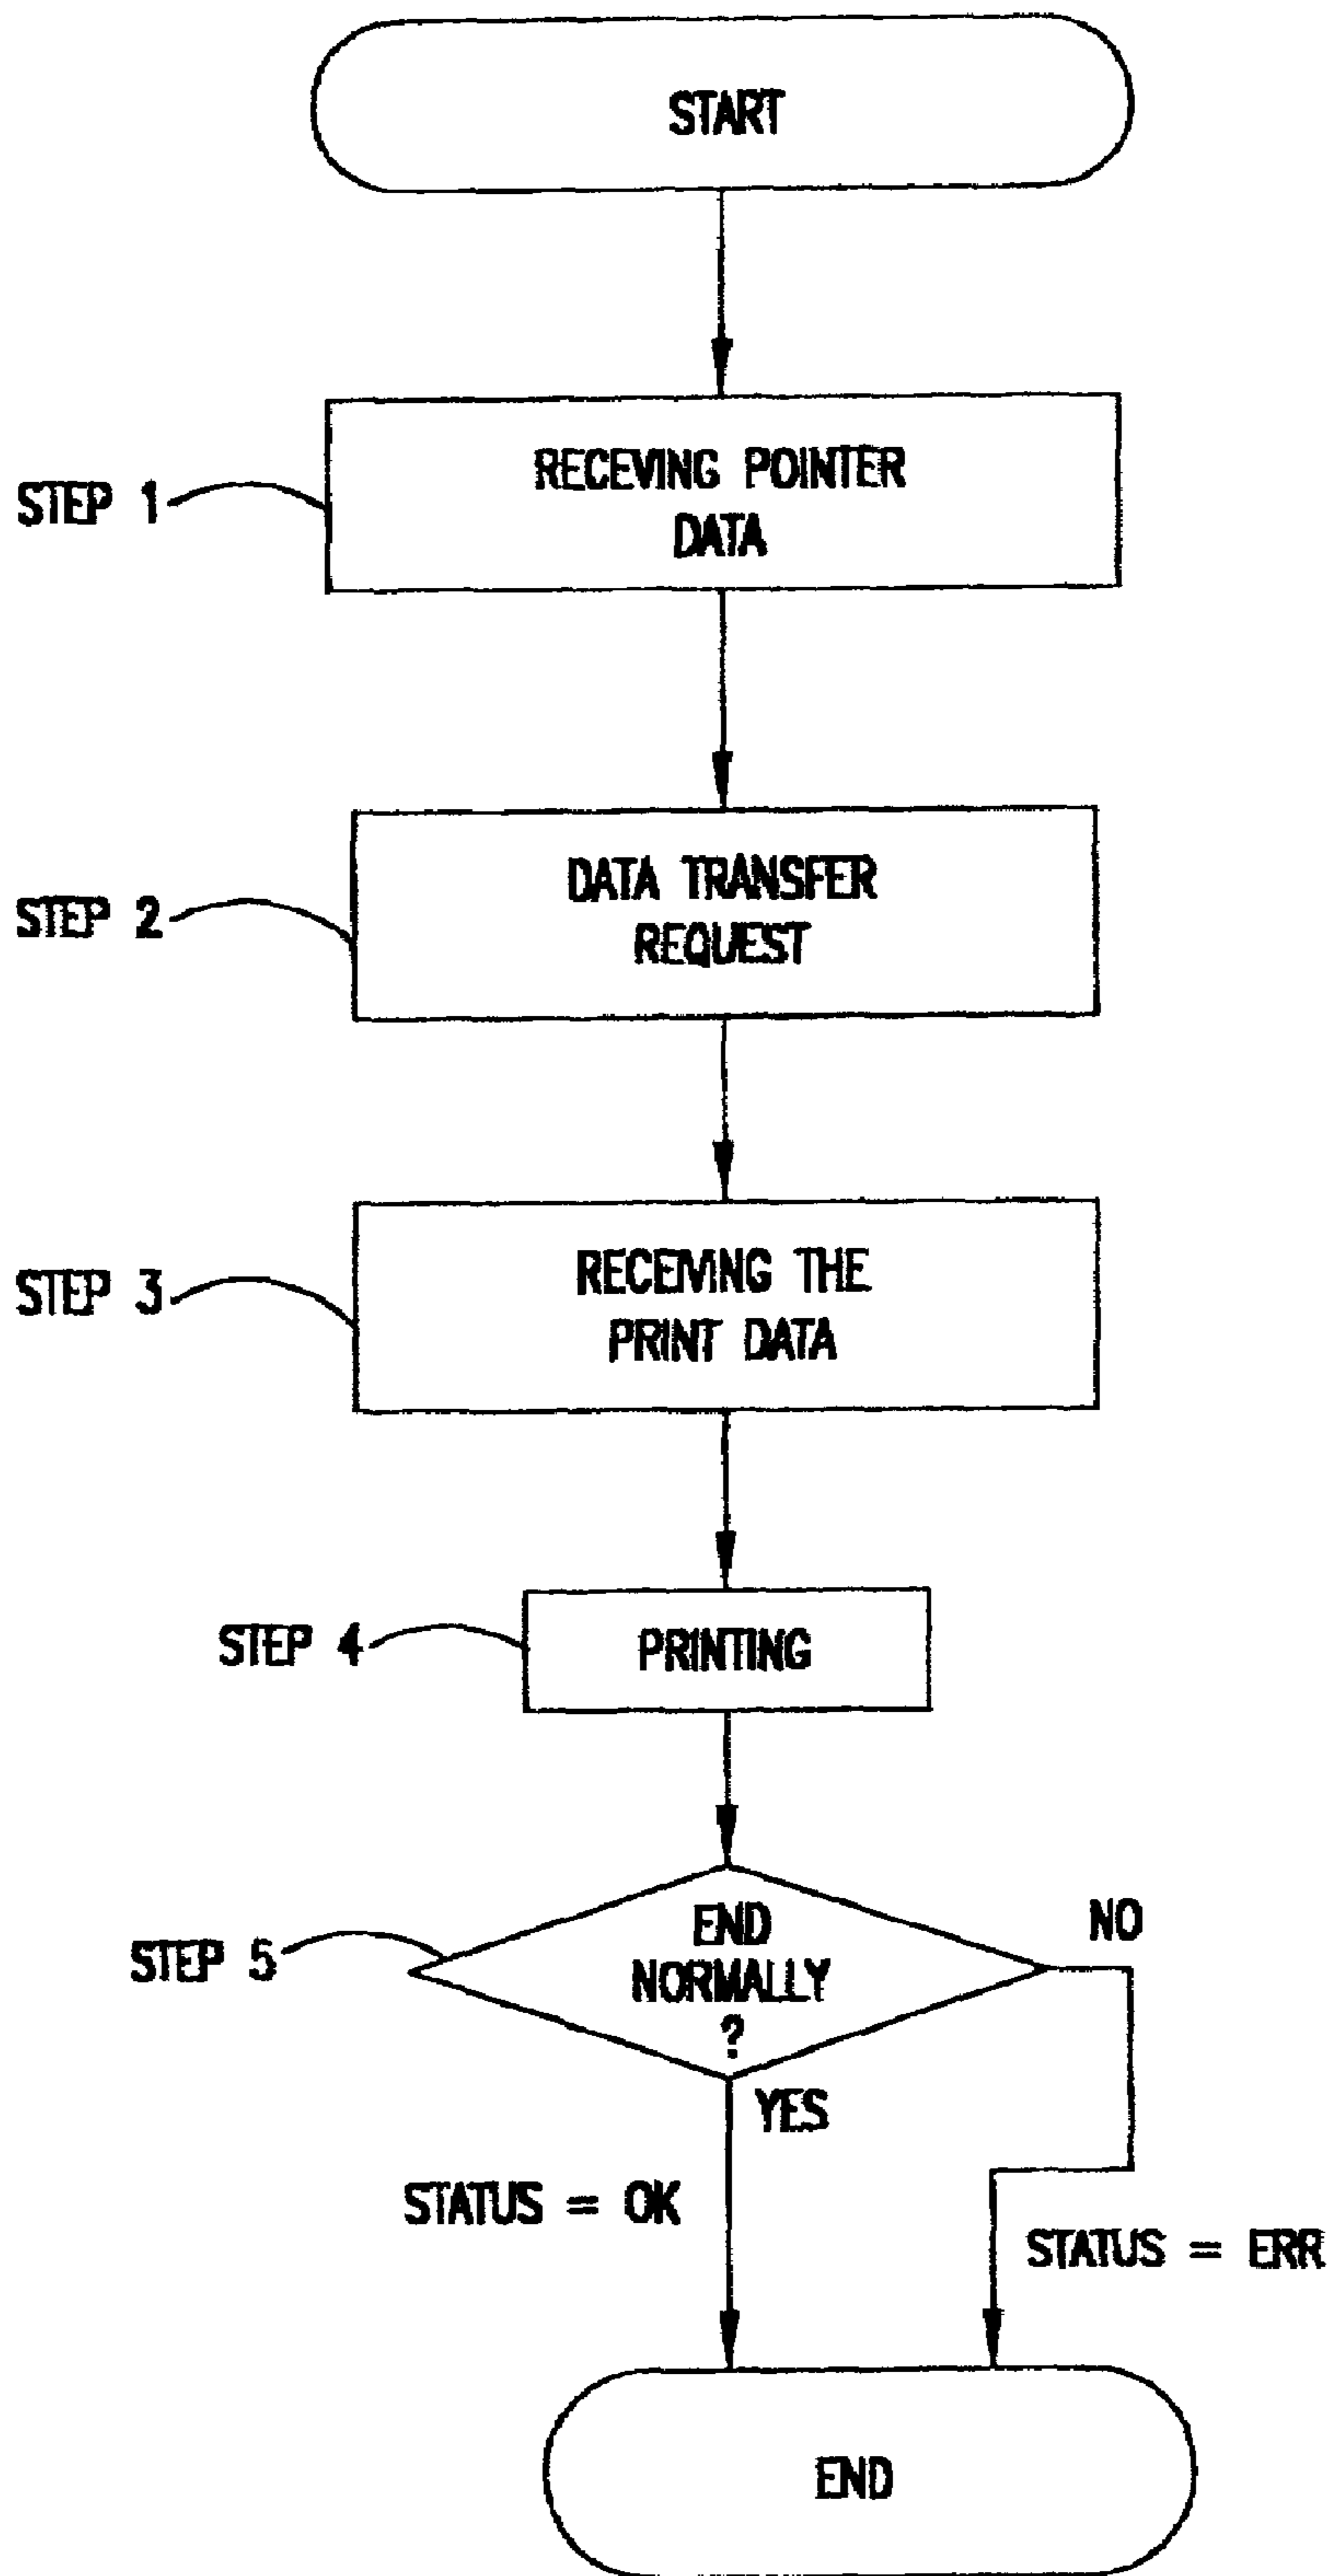 START
STEP 1
RECEVING POINTER
DATA
STEP 2
DATA TRANSFER
REQUEST
STEP 3
RECEIVING THE
PRINT DATA
STEP 4
PRINTING
STEP 5
END
NORMALLY
?
NO
YES
STATUS = OK
STATUS = ERR
END